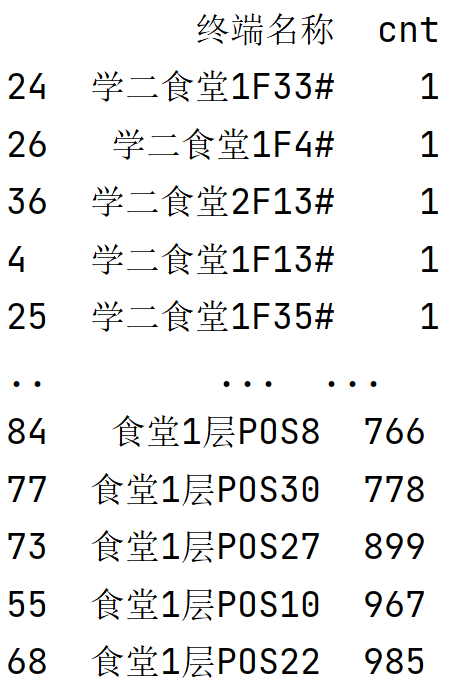 终端名称 cnt
24 学二食堂1F33# 1
26 学二食堂1F4# 1
36 学二食堂2F13# 1
4 学二食堂1F13# 1
25 学二食堂1F35# 1
.. ... ...
84 食堂1层POS8 766
77 食堂1层POS30 778
73 食堂1层POS27 899
55 食堂1层POS10 967
68 食堂1层POS22 985